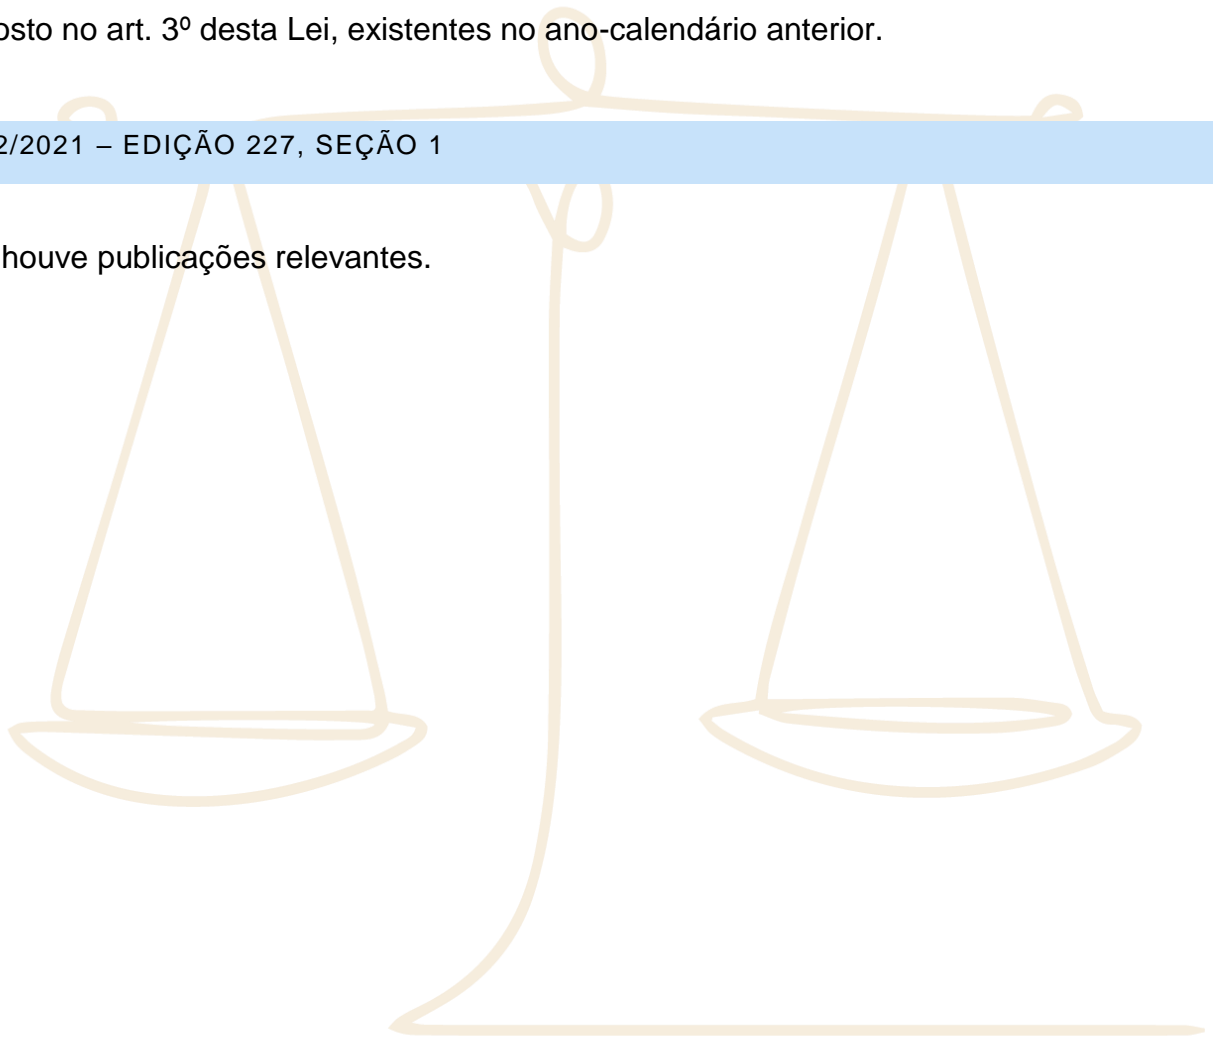 osto no art. 3º desta Lei, existentes no ano-calendário anterior.
2/2021 – EDIÇÃO 227, SEÇÃO 1
houve publicações relevantes.